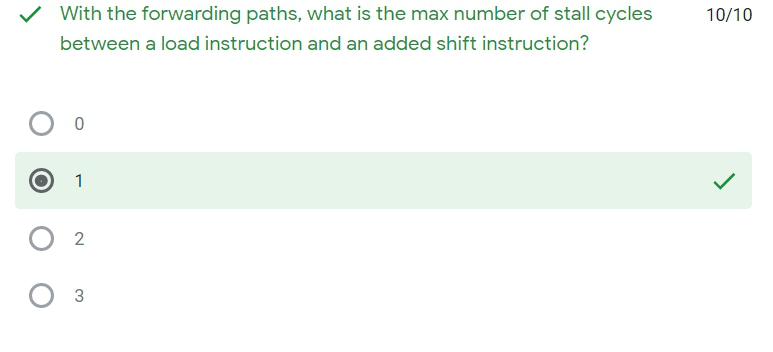 With the forwarding paths, what is the max number of stall cycles 10/10
between a load instruction and an added shift instruction?
0
1
2
3